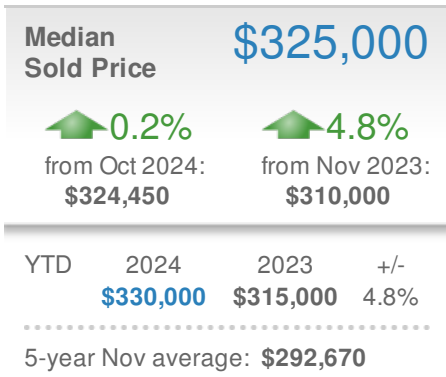 Median
Sold Price
$325,000
0.2%
from Oct 2024:
$324,450
4.8%
from Nov 2023:
$310,000
YTD 2024 2023 +/-
$330,000 $315,000 4.8%
5-year Nov average: $292,670